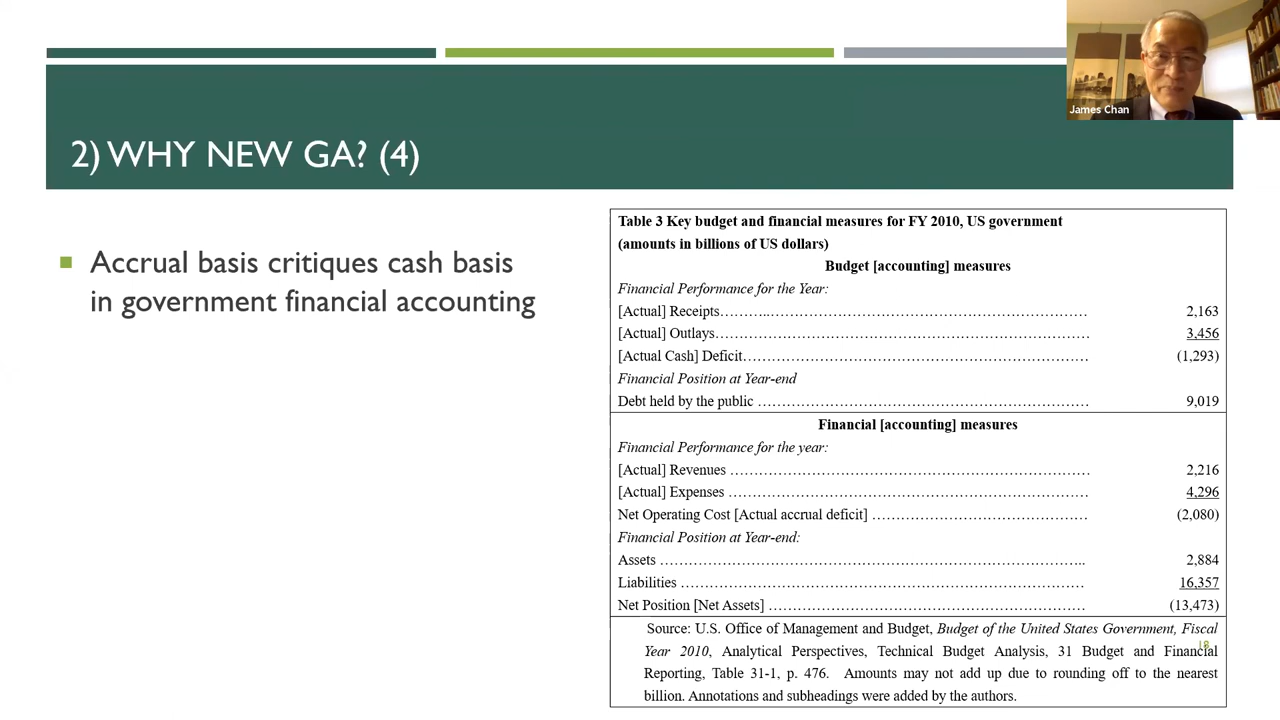 James Chan
2) WHY NEW GA? (4)
Accrual basis critiques cash basis
in government financial accounting
Table 3 Key budget and financial measures for FY 2010, US government
(amounts in billions of US dollars)
Budget [accounting] measures
Financial Performance for the Year:
[Actual] Receipts……...…………………………………………………………… 2,163
[Actual] Outlays…………………………………………………………………… 3,456
[Actual Cash] Deficit……………………………………………………………… (1,293)
Financial Position at Year-end
Debt held by the public …………………………………………………………… 9,019
Financial [accounting] measures
Financial Performance for the year:
[Actual] Revenues ………………………………………………………………… 2,216
[Actual] Expenses ………………………………………………………………… 4,296
Net Operating Cost [Actual accrual deficit] ……………………………………… (2,080)
Financial Position at Year-end:
Assets …………………………………………………………………………….. 2,884
Liabilities ………………………………………………………………………… 16,357
Net Position [Net Assets] ………………………………………………………… (13,473)
Source: U.S. Office of Management and Budget, Budget of the United States Government, Fiscal
Year 2010, Analytical Perspectives, Technical Budget Analysis, 31 Budget and Financial
Reporting, Table 31-1, p. 476. Amounts may not add up due to rounding off to the nearest
billion. Annotations and subheadings were added by the authors.
18